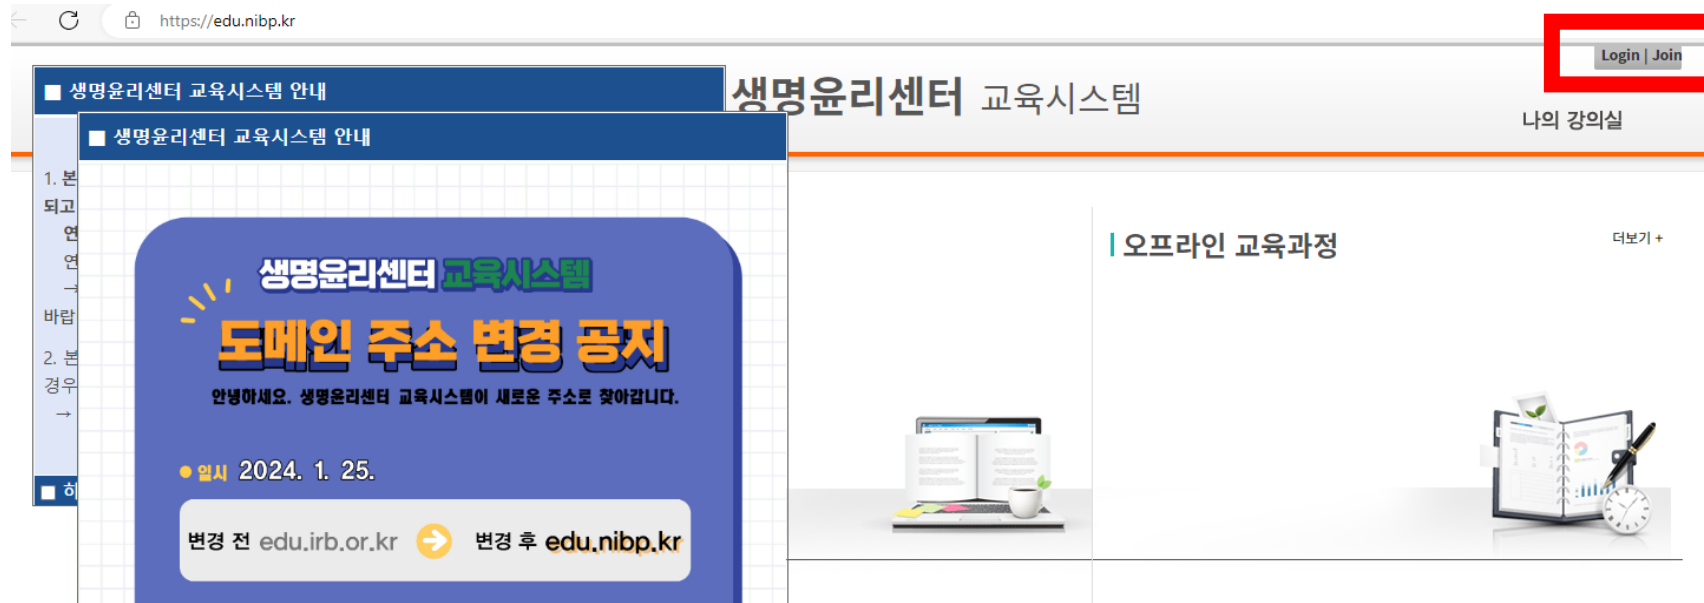 https://edu.nibp.kr
Login | Join
생명윤리센터 교육시스템
나의 강의실
■ 생명윤리센터 교육시스템 안내
1. 본
되고
연
연
→
바랍
2. 본
경우
→
■ 생명윤리센터 교육시스템 안내
생명윤리센터 교육시스템
도메인 주소 변경 공지
안녕하세요. 생명윤리센터 교육시스템이 새로운 주소로 찾아갑니다.
● 일시 2024. 1. 25.
변경 전 edu.irb.or.kr → 변경 후 edu.nibp.kr
오프라인 교육과정
더보기 +